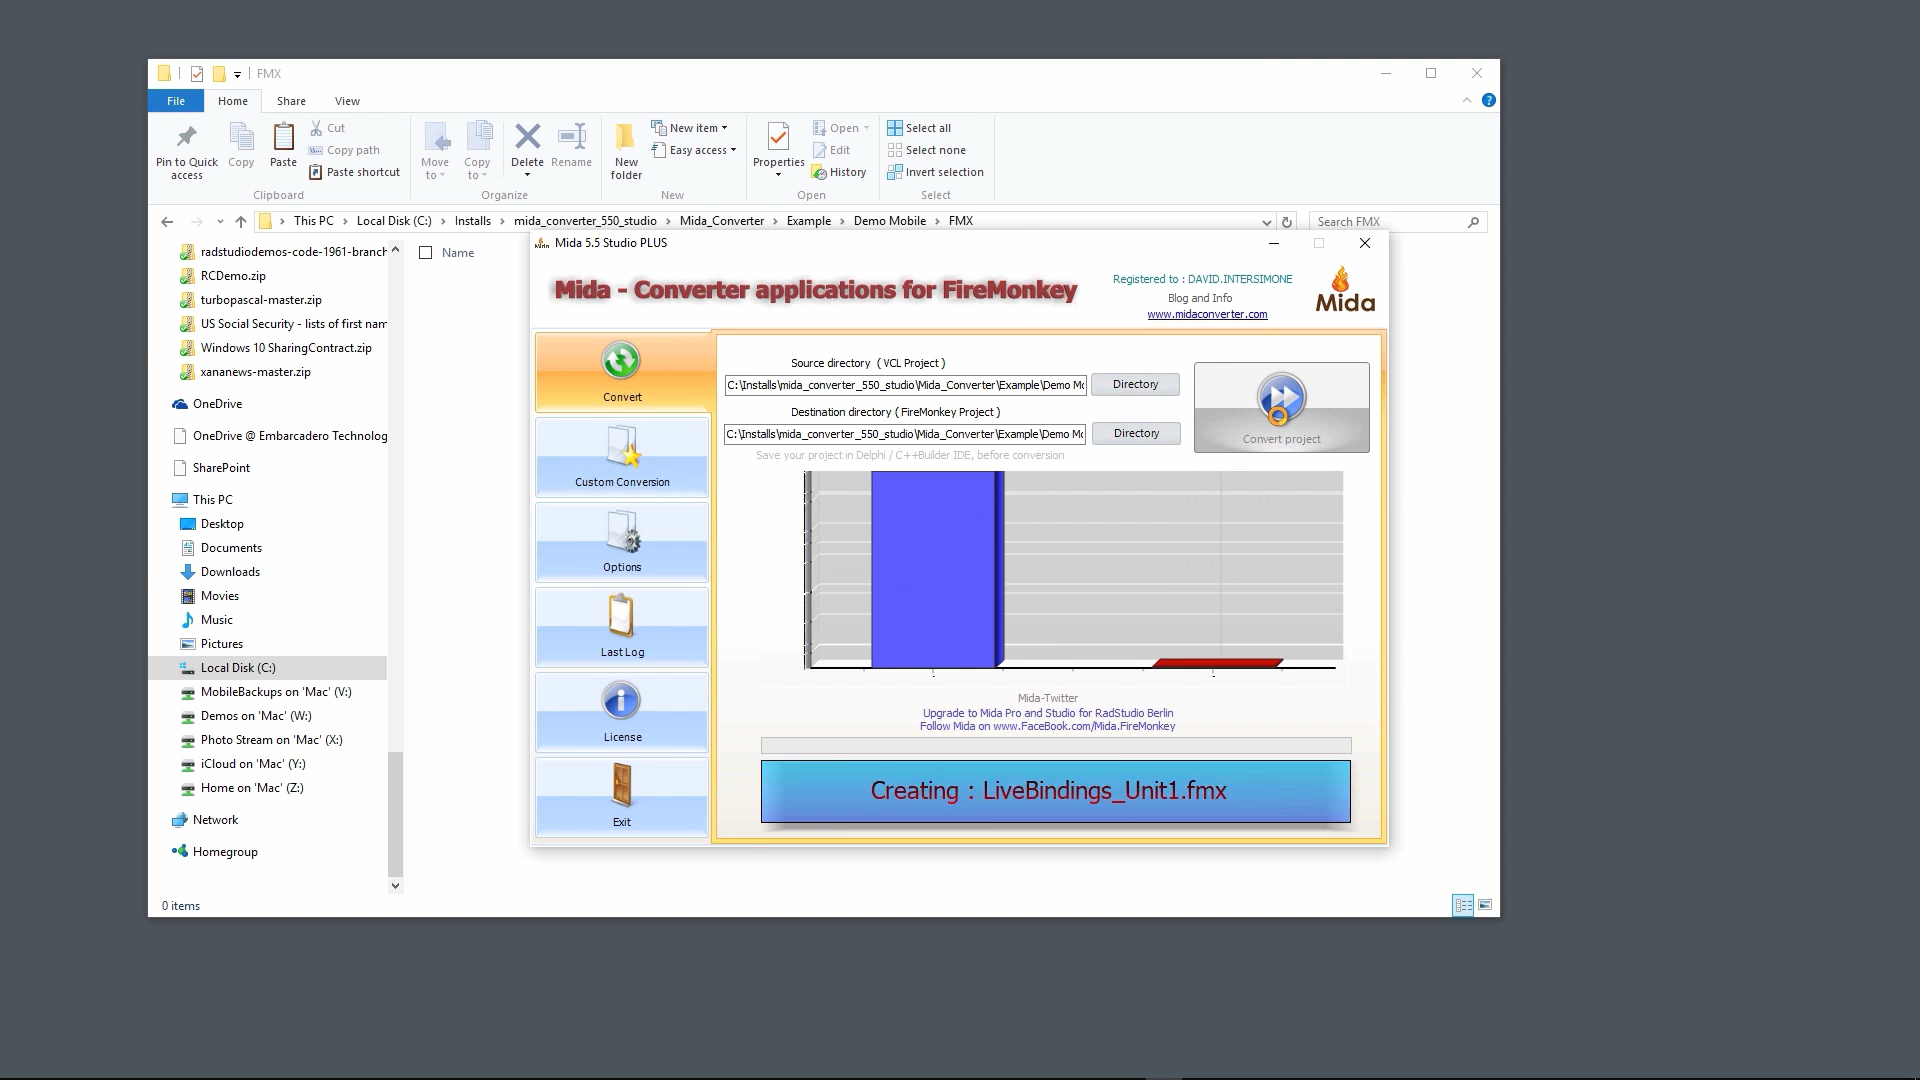 FMX
File
Home
Share
View
Pin to Quick access
Copy
Paste
Cut
Copy path
Paste shortcut
Clipboard
Move to
Copy to
Delete
Rename
Organize
New folder
New item
Easy access
New
Properties
Open
Edit
History
Open
Select all
Select none
Invert selection
Select
This PC
Local Disk (C:)
Installs
mida_converter_550_studio
Mida_Converter
Example
Demo Mobile
FMX
Search FMX
radstudiodemos-code-1961-branch
RCDemo.zip
turbopascal-master.zip
US Social Security - lists of first nam
Windows 10 SharingContract.zip
xananews-master.zip
OneDrive
OneDrive @ Embarcadero Technolog
SharePoint
This PC
Desktop
Documents
Downloads
Movies
Music
Pictures
Local Disk (C:)
MobileBackups on 'Mac' (V:)
Demos on 'Mac' (W:)
Photo Stream on 'Mac' (X:)
iCloud on 'Mac' (Y:)
Home on 'Mac' (Z:)
Network
Homegroup
0 items
Name
Mida 5.5 Studio PLUS
Mida - Converter applications for FireMonkey
Registered to : DAVID.INTERSIMONE
Blog and Info
www.midaconverter.com
Mida
Convert
Custom Conversion
Options
Last Log
License
Exit
Source directory ( VCL Project )
C:\Installs\mida_converter_550_studio\Mida_Converter\Example\Demo Mo
Directory
Destination directory ( FireMonkey Project )
C:\Installs\mida_converter_550_studio\Mida_Converter\Example\Demo Mo
Directory
Save your project in Delphi / C++Builder IDE, before conversion
Convert project
Mida-Twitter
Upgrade to Mida Pro and Studio for RadStudio Berlin
Follow Mida on www.FaceBook.com/Mida.FireMonkey
Creating : LiveBindings_Unit1.fmx